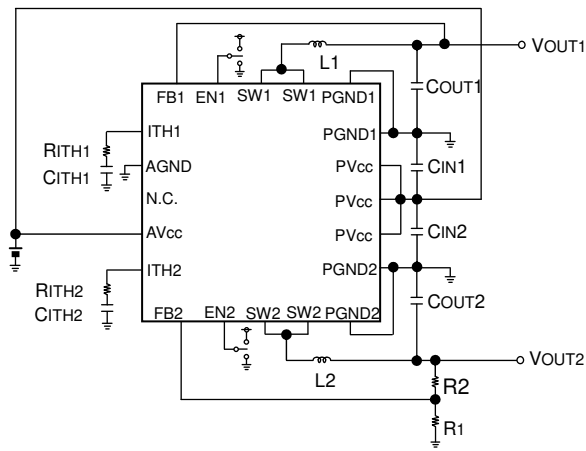 VOUT1
L1
COUT1
FB1 EN1 SW1 SW1 PGND1
ITH1
PGND1
RITH1
CITH1
AGND
PVcc
CIN1
N.C.
PVcc
AVcc
PVcc
CIN2
ITH2
PGND2
RITH2
CITH2
COUT2
FB2 EN2 SW2 SW2 PGND2
VOUT2
L2
R2
R1